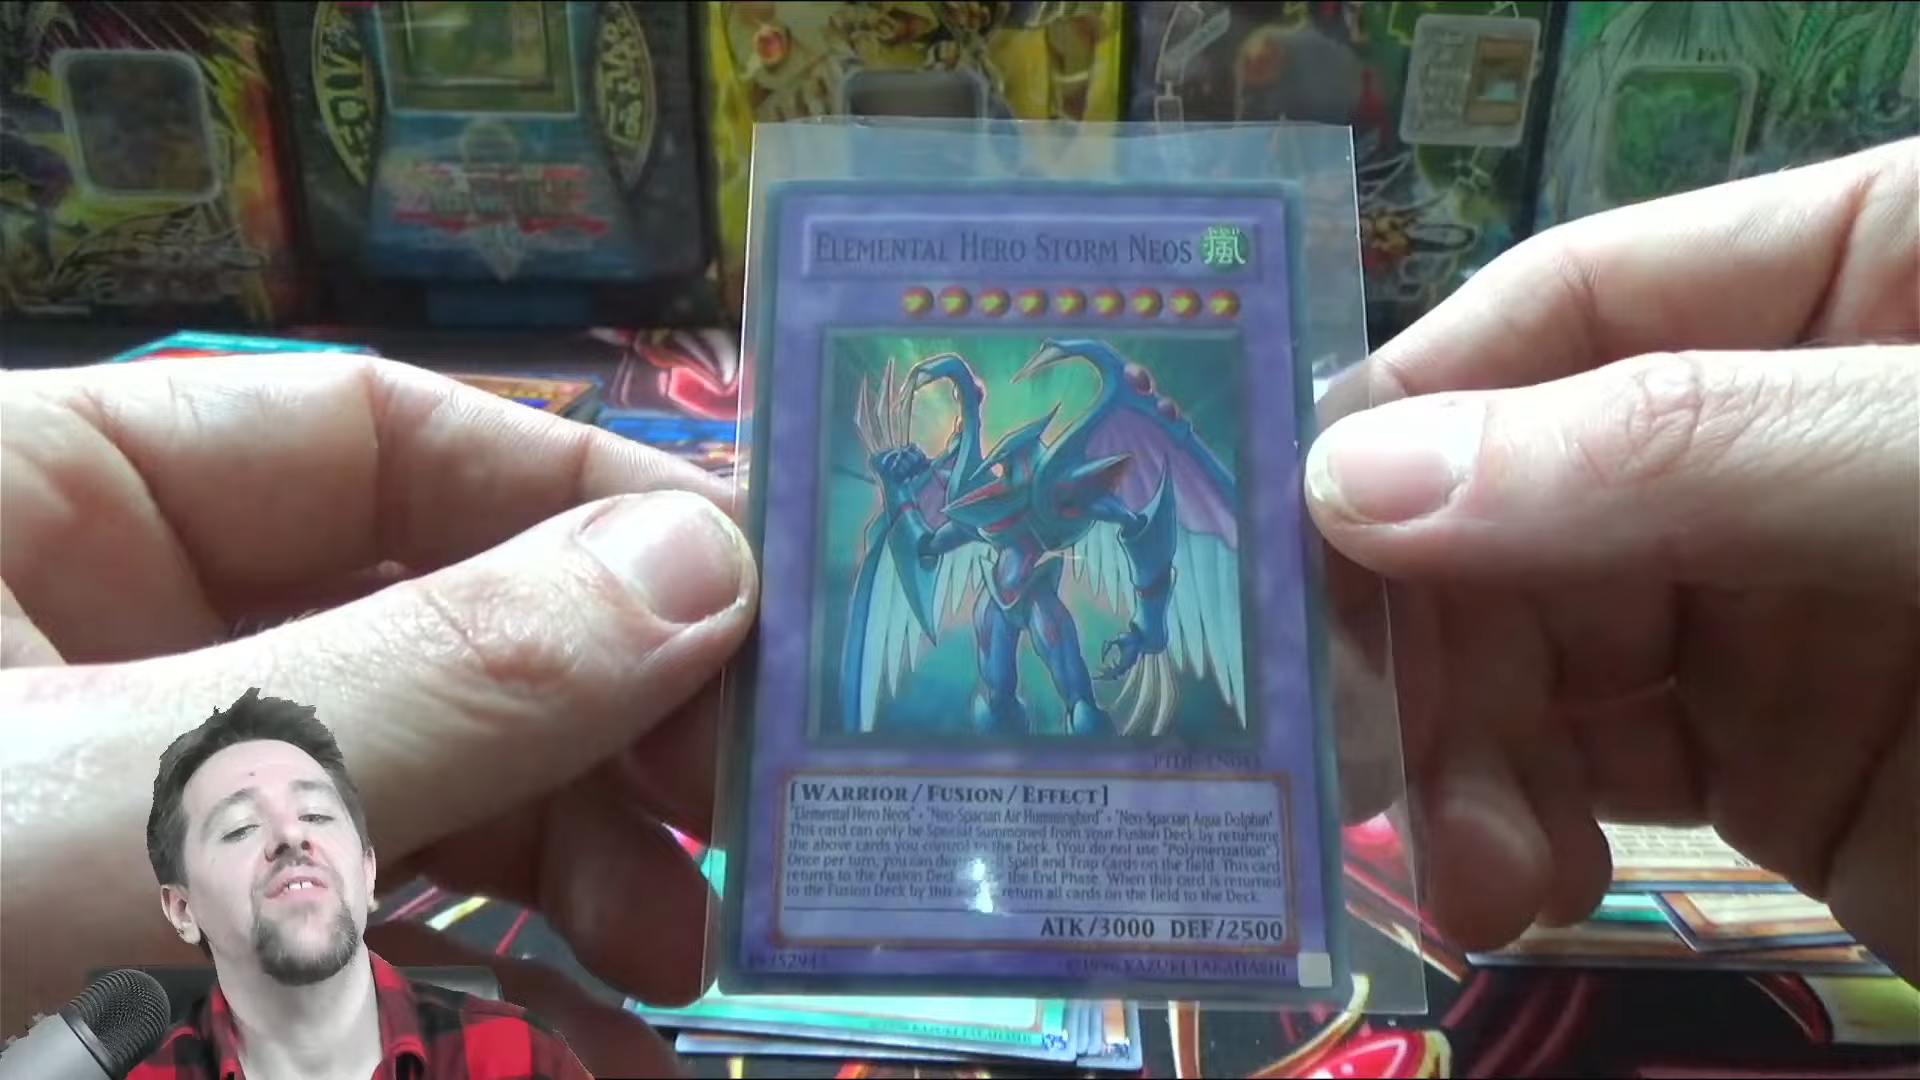 ELEMENTAL HERO STORM NEOS
[WARRIOR/FUSION/EFFECT]
"Elemental Hero Neos" + "Neo-Spacian Air Hummingbird" + "Neo-Spacian Aqua Dolphin"
This card can only be Special Summoned from your Fusion Deck by returning
the above cards you control to the Deck. (You do not use "Polymerization".)
Once per turn, you can Spell and Trap Cards on the field. This card
returns to the Fusion Deck the End Phase. When this card is returned
to the Fusion Deck by this return all cards on the field to the Deck.
ATK/3000 DEF/2500
©1996 KAZUKI TAKAHASHI